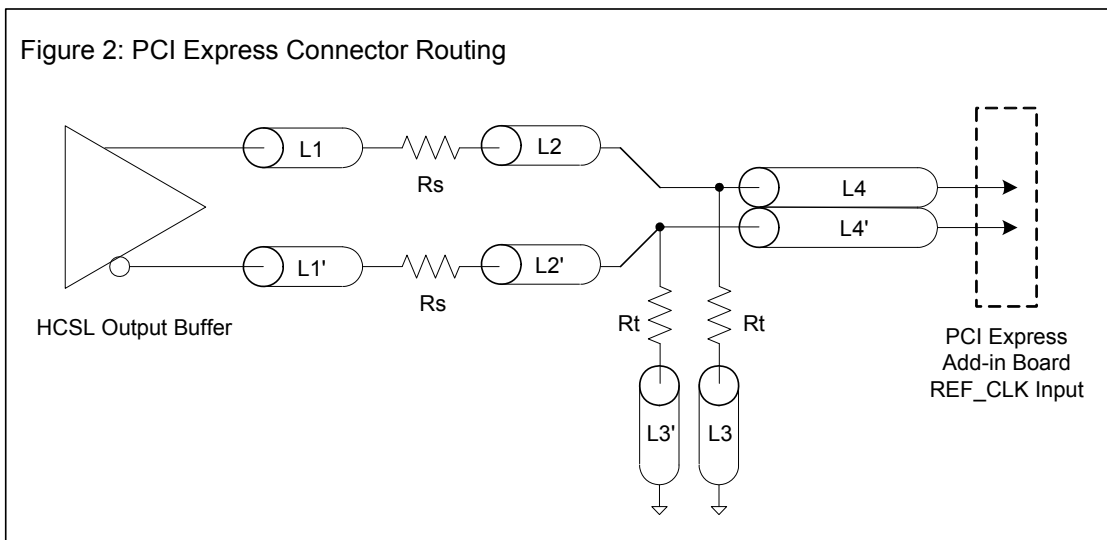 Figure 2: PCI Express Connector Routing
L1
Rs
L2
L4
L4'
L1'
Rs
L2'
HCSL Output Buffer
Rt
Rt
PCI Express
Add-in Board
REF_CLK Input
L3'
L3